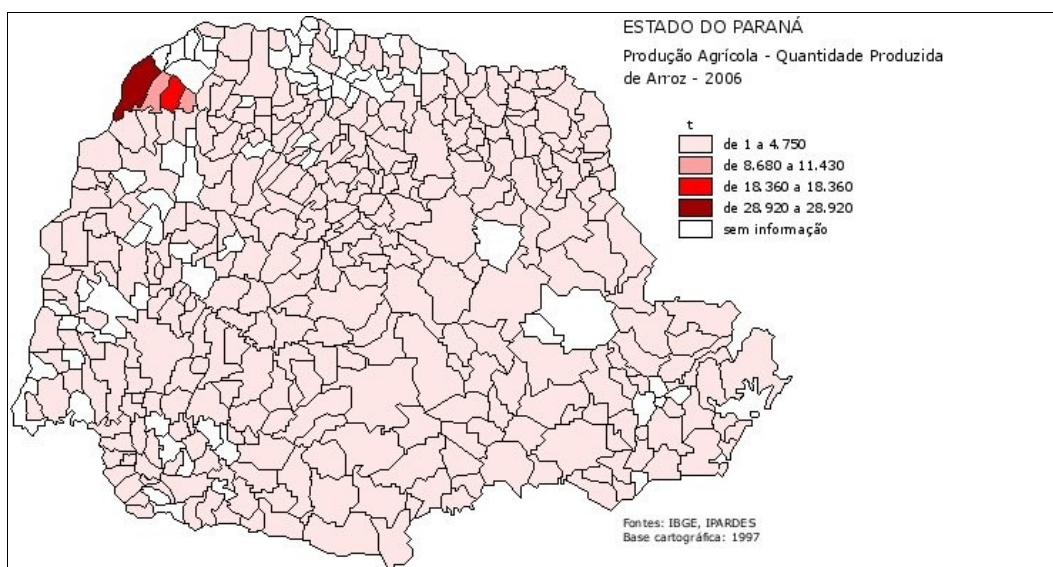 ESTADO DO PARANÁ
Produção Agrícola - Quantidade Produzida
de Arroz - 2006
t
de 1 a 4.750
de 8.680 a 11.430
de 18.360 a 18.360
de 28.920 a 28.920
sem informação
Fontes: IBGE, IPARDES
Base cartográfica: 1997